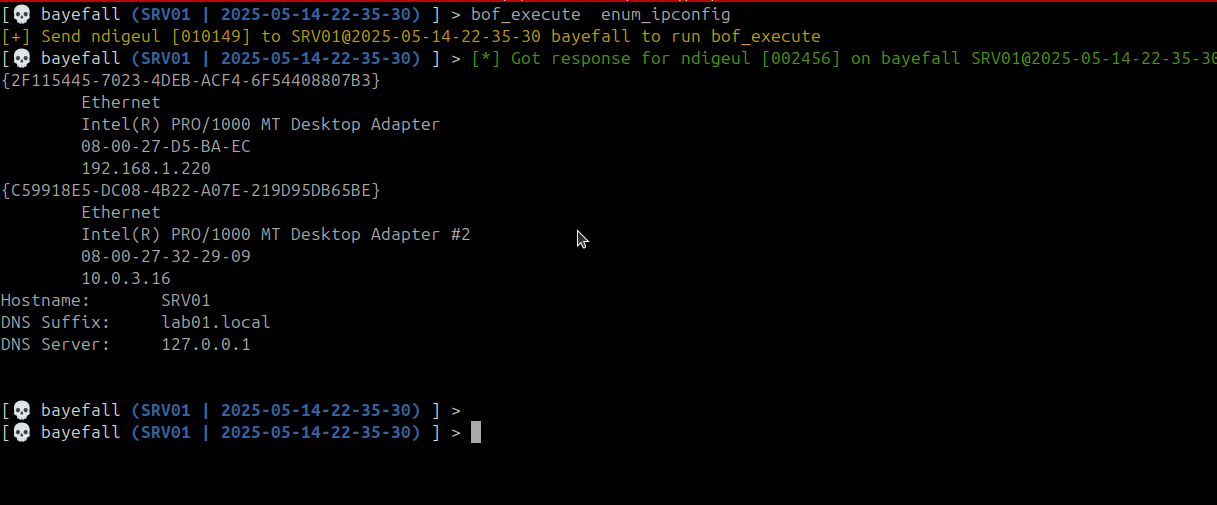 [💀 bayefall (SRV01 | 2025-05-14-22-35-30) ] > bof_execute  enum_ipconfig
[+] Send ndigeul [010149] to SRV01@2025-05-14-22-35-30 bayefall to run bof_execute
[💀 bayefall (SRV01 | 2025-05-14-22-35-30) ] > [*] Got response for ndigeul [002456] on bayefall SRV01@2025-05-14-22-35-30
{2F115445-7023-4DEB-ACF4-6F54408807B3}
        Ethernet
        Intel(R) PRO/1000 MT Desktop Adapter
        08-00-27-D5-BA-EC
        192.168.1.220
{C59918E5-DC08-4B22-A07E-219D95DB65BE}
        Ethernet
        Intel(R) PRO/1000 MT Desktop Adapter #2
        08-00-27-32-29-09
        10.0.3.16
Hostname:       SRV01
DNS Suffix:     lab01.local
DNS Server:     127.0.0.1
[💀 bayefall (SRV01 | 2025-05-14-22-35-30) ] >
[💀 bayefall (SRV01 | 2025-05-14-22-35-30) ] >